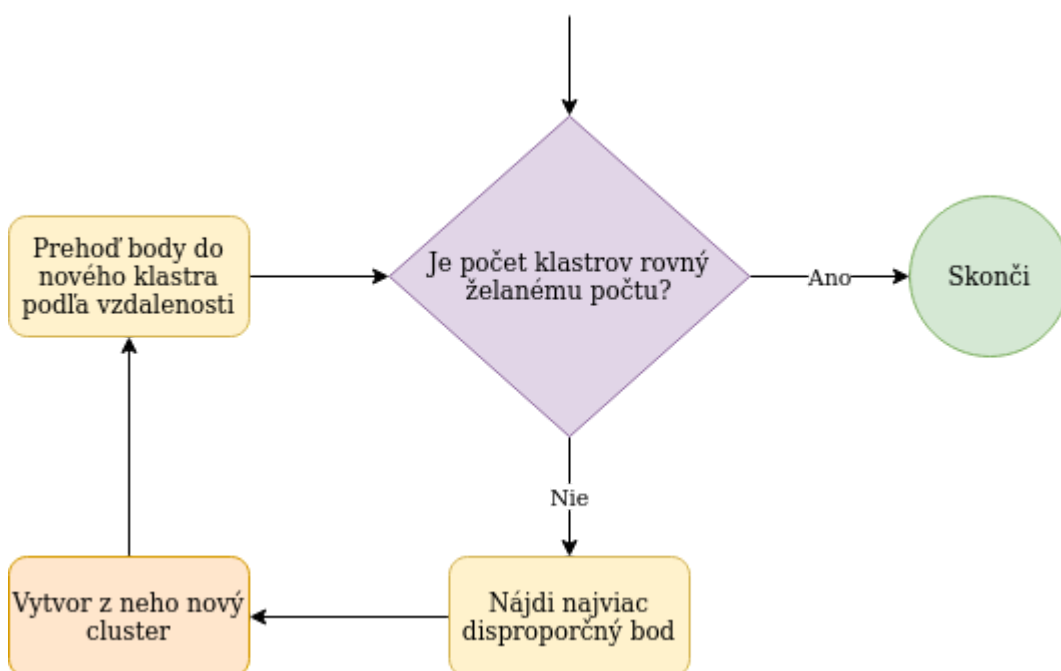 Prehoď body do
nového klastra
podľa vzdalenosti
Je počet klastrov rovný
želanému počtu?
Ano
Skonči
Nie
Vytvor z neho nový
cluster
Nájdi najviac
disproporčný bod